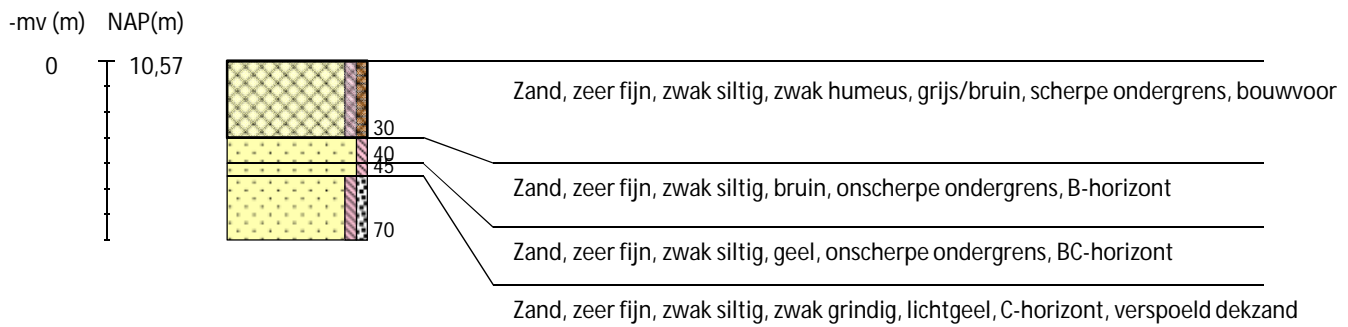 -mv (m) NAP(m)
0 10,57
Zand, zeer fijn, zwak siltig, zwak humeus, grijs/bruin, scherpe ondergrens, bouwvoor
30
40
45
Zand, zeer fijn, zwak siltig, bruin, onscherpe ondergrens, B-horizont
70
Zand, zeer fijn, zwak siltig, geel, onscherpe ondergrens, BC-horizont
Zand, zeer fijn, zwak siltig, zwak grindig, lichtgeel, C-horizont, verspoeld dekzand